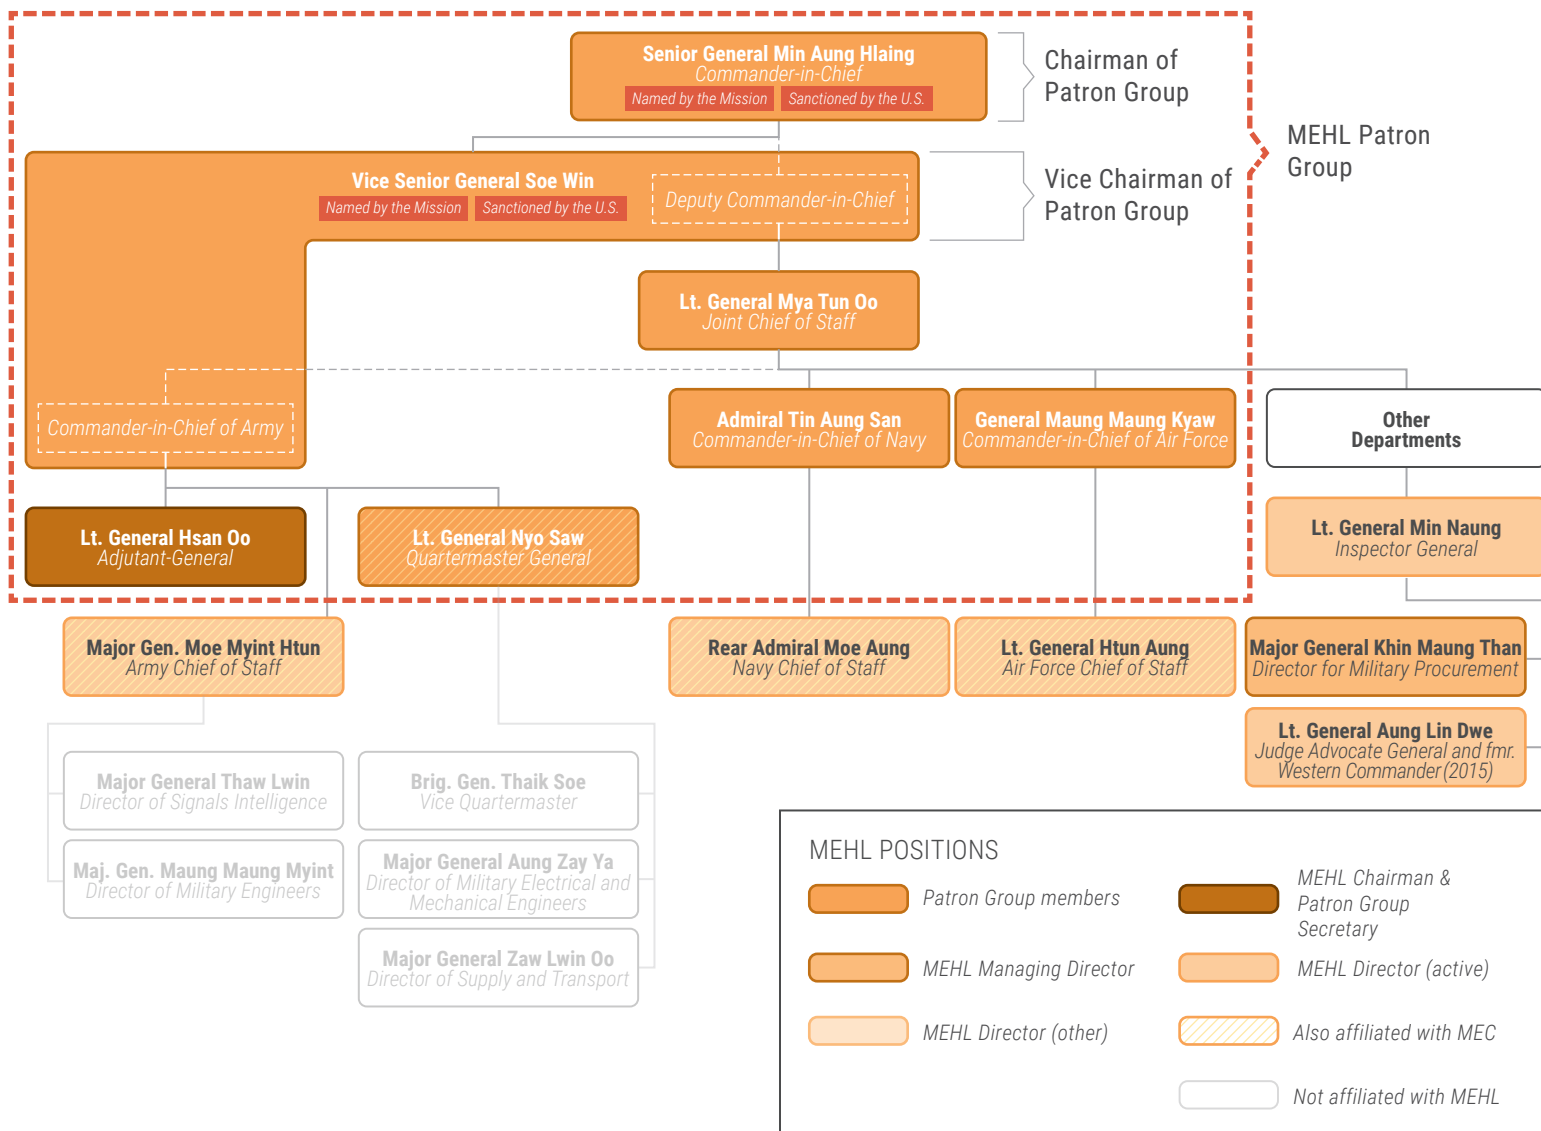 Senior General Min Aung Hlaing
Commander-in-Chief
Named by the Mission
Sanctioned by the U.S.
Chairman of
Patron Group
MEHL Patron
Group
Vice Senior General Soe Win
Named by the Mission
Sanctioned by the U.S.
Deputy Commander-in-Chief
Vice Chairman of
Patron Group
Lt. General Mya Tun Oo
Joint Chief of Staff
Commander-in-Chief of Army
Admiral Tin Aung San
Commander-in-Chief of Navy
General Maung Maung Kyaw
Commander-in-Chief of Air Force
Other
Departments
Lt. General Hsan Oo
Adjutant-General
Lt. General Nyo Saw
Quartermaster General
Lt. General Min Naung
Inspector General
Major Gen. Moe Myint Htun
Army Chief of Staff
Rear Admiral Moe Aung
Navy Chief of Staff
Lt. General Htun Aung
Air Force Chief of Staff
Major General Khin Maung Than
Director for Military Procurement
Lt. General Aung Lin Dwe
Judge Advocate General and fmr.
Western Commander (2015)
Major General Thaw Lwin
Director of Signals Intelligence
Brig. Gen. Thaik Soe
Vice Quartermaster
Maj. Gen. Maung Maung Myint
Director of Military Engineers
Major General Aung Zay Ya
Director of Military Electrical and
Mechanical Engineers
Major General Zaw Lwin Oo
Director of Supply and Transport
MEHL POSITIONS
Patron Group members
MEHL Chairman &
Patron Group
Secretary
MEHL Managing Director
MEHL Director (active)
MEHL Director (other)
Also affiliated with MEC
Not affiliated with MEHL